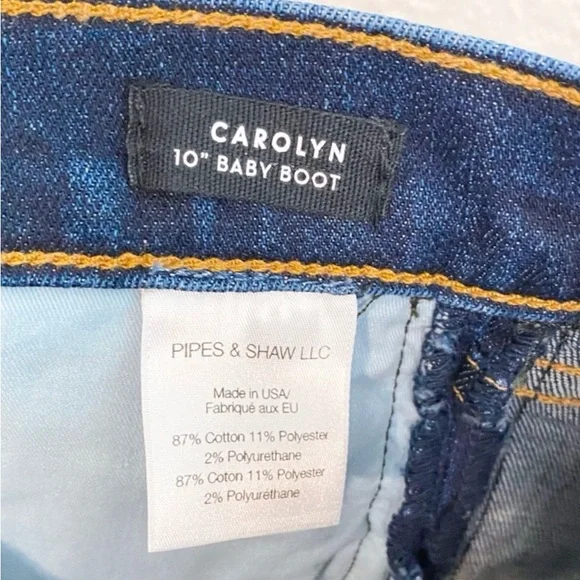 CAROLYN
10" BABY BOOT
PIPES & SHAW LLC
Made in USA/
Fabriqué aux EU
87% Cotton 11% Polyester
2% Polyurethane
87% Coton 11% Polyester
2% Polyuréthane